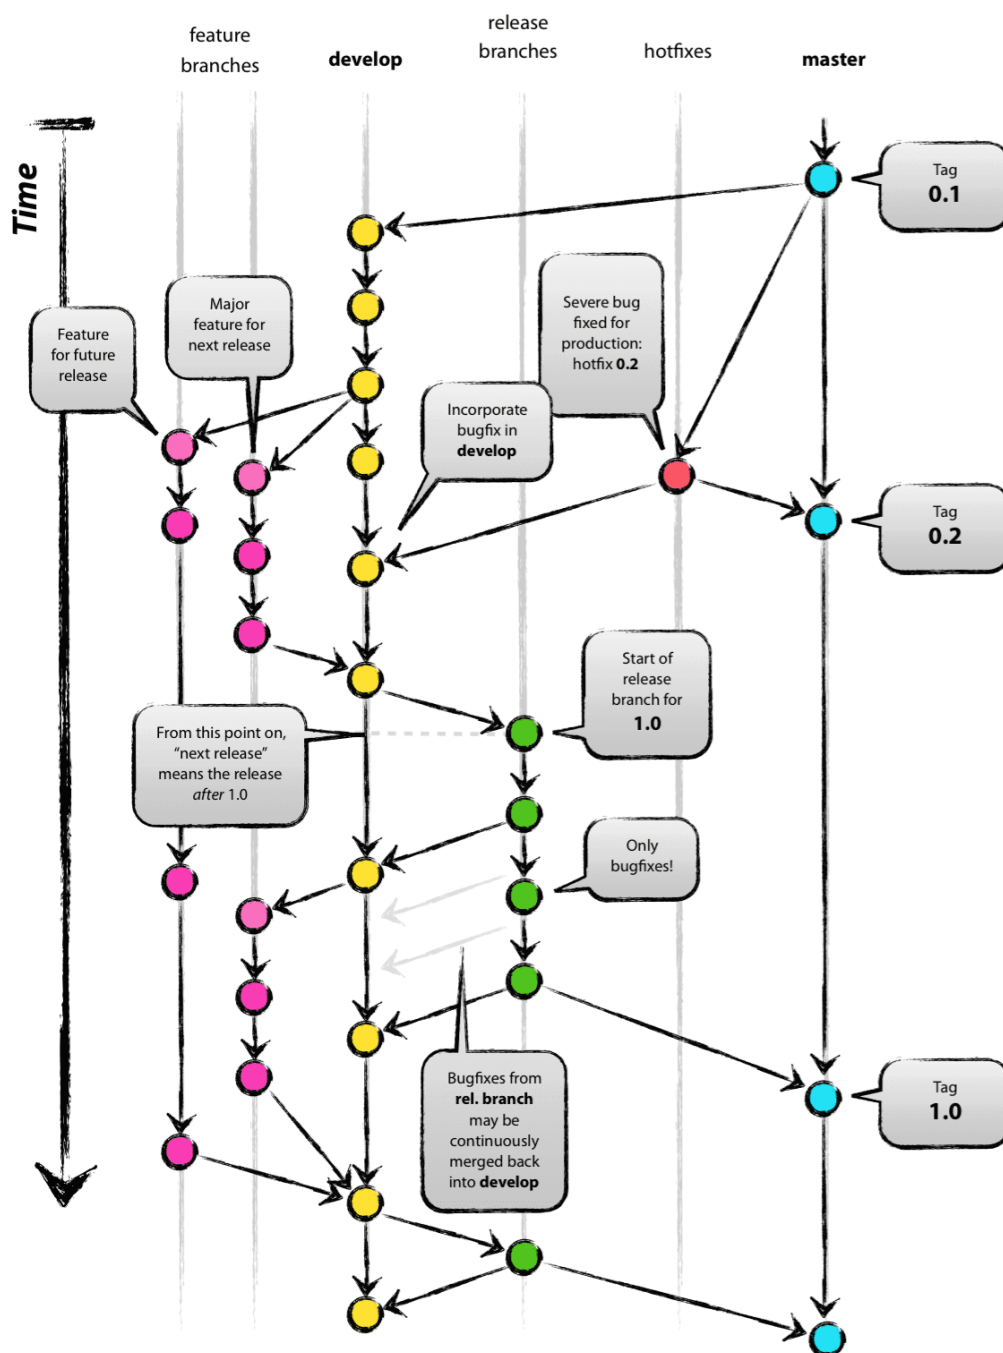 feature
branches
develop
release
branches
hotfixes
master
Time
Tag
0.1
Severe bug
fixed for
production:
hotfix 0.2
Major
feature for
next release
Feature
for future
release
Incorporate
bugfix in
develop
Tag
0.2
Start of
release
branch for
1.0
From this point on,
“next release”
means the release
after 1.0
Only
bugfixes!
Bugfixes from
rel. branch
may be
continuously
merged back
into develop
Tag
1.0